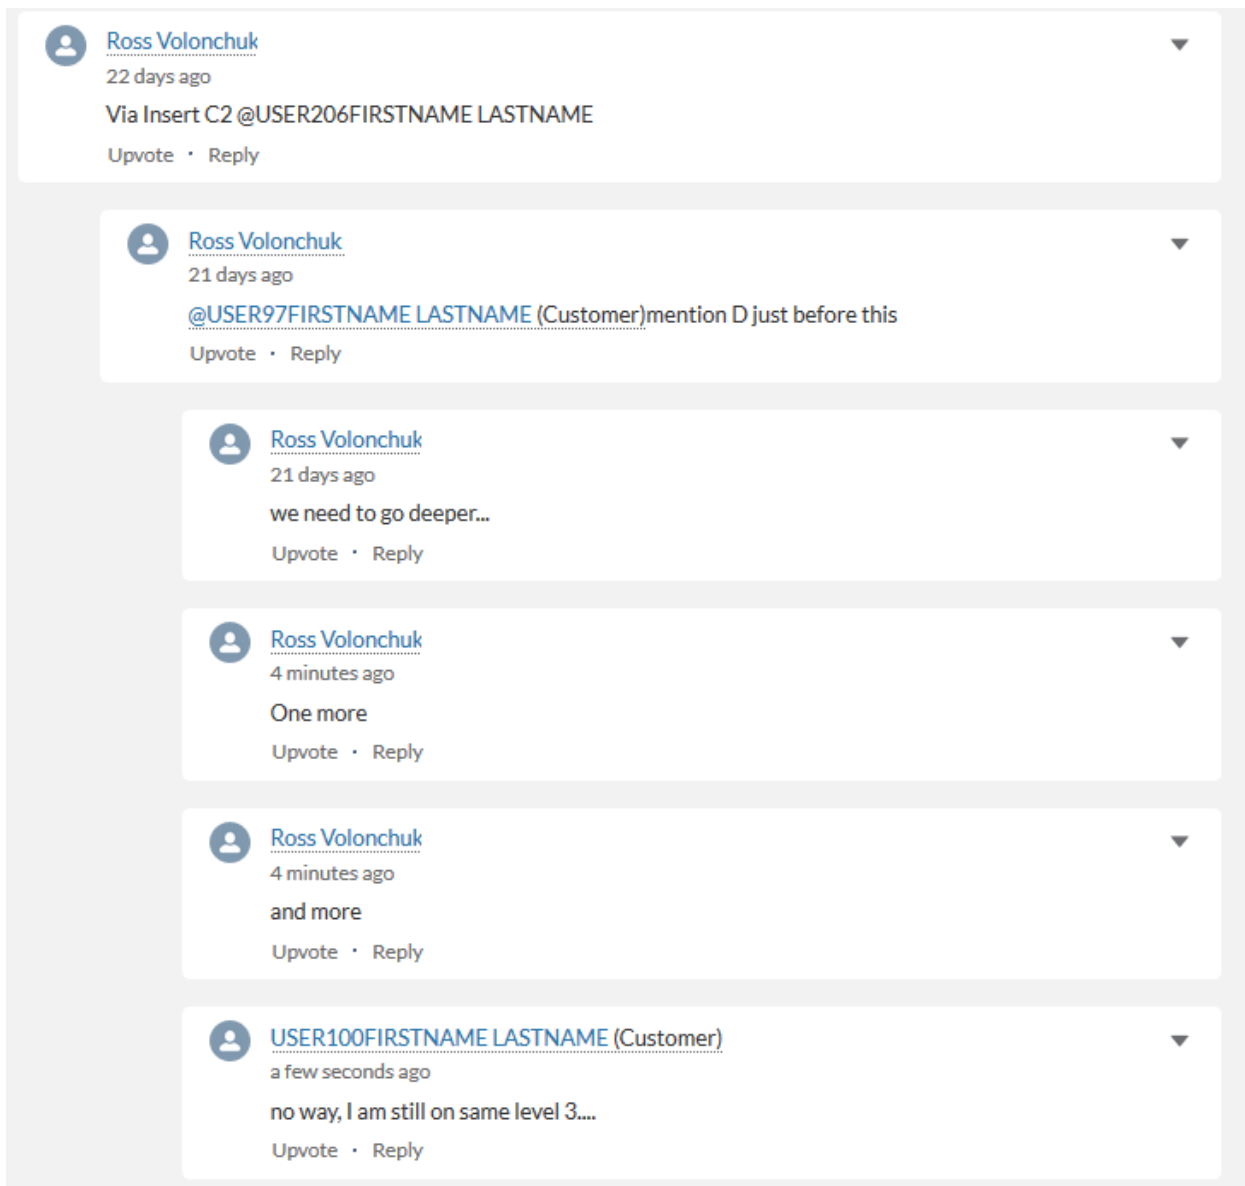 Ross Volonchuk
22 days ago
Via Insert C2 @USER206FIRSTNAME LASTNAME
Upvote · Reply
Ross Volonchuk
21 days ago
@USER97FIRSTNAME LASTNAME (Customer)mention D just before this
Upvote · Reply
Ross Volonchuk
21 days ago
we need to go deeper...
Upvote · Reply
Ross Volonchuk
4 minutes ago
One more
Upvote · Reply
Ross Volonchuk
4 minutes ago
and more
Upvote · Reply
USER100FIRSTNAME LASTNAME (Customer)
a few seconds ago
no way, I am still on same level 3....
Upvote · Reply